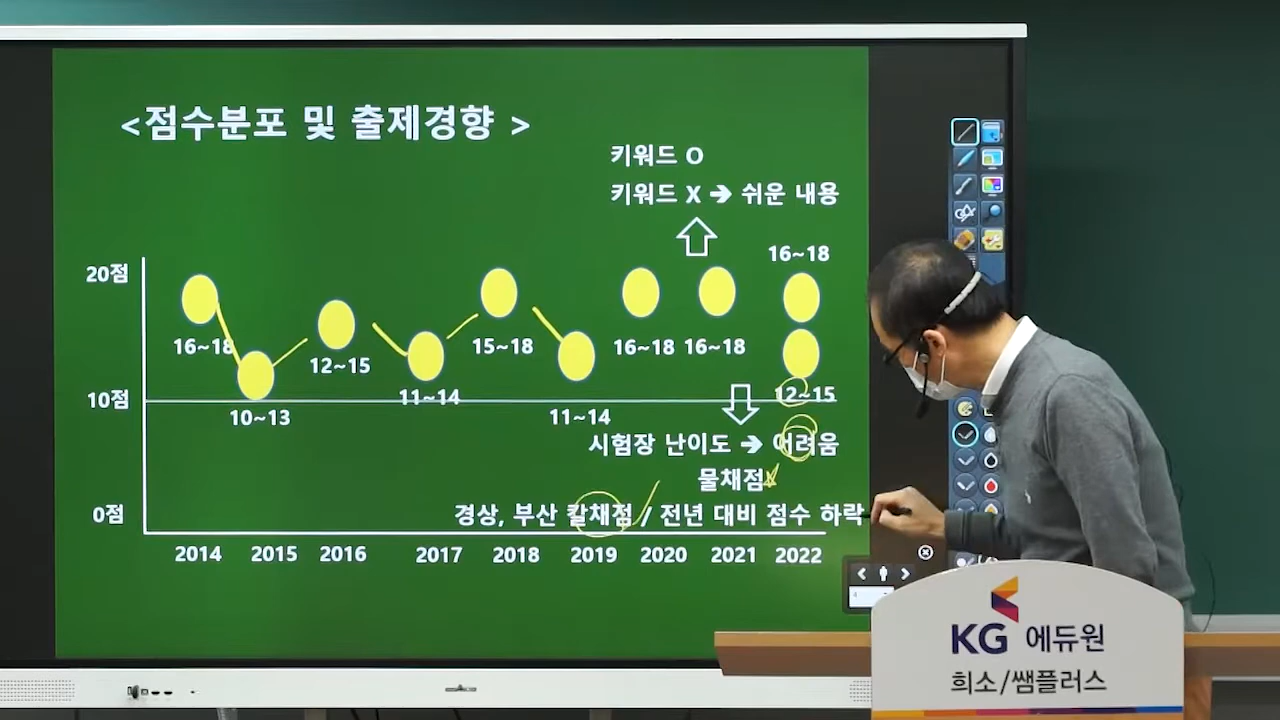 <점수분포 및 출제경향 >
키워드 O
키워드 X ➔ 쉬운 내용
16~18
20점
16~18
12~15
15~18
16~18
16~18
10점
10~13
11~14
11~14
12~15
시험장 난이도 ➔ 어려움
물채점
0점
경상, 부산 칼채점 / 전년 대비 점수 하락
2014 2015 2016 2017 2018 2019 2020 2021 2022
KG 에듀원
희소/쌤플러스